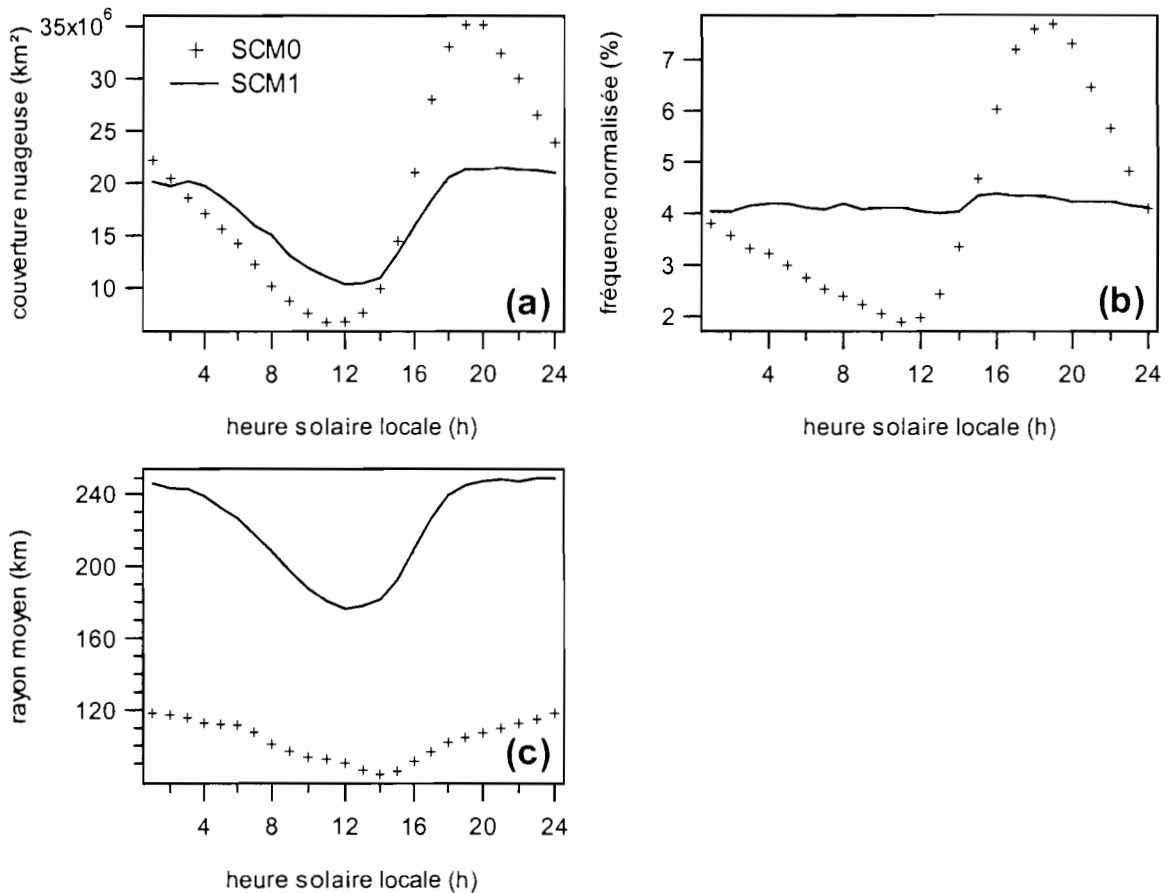 couverture nuageuse (km²)
35x10⁶
30
25
20
15
10
SCM0
SCM1
(a)
4 8 12 16 20 24
heure solaire locale (h)
fréquence normalisée (%)
7
6
5
4
3
2
(b)
4 8 12 16 20 24
heure solaire locale (h)
rayon moyen (km)
240
200
160
120
(c)
4 8 12 16 20 24
heure solaire locale (h)